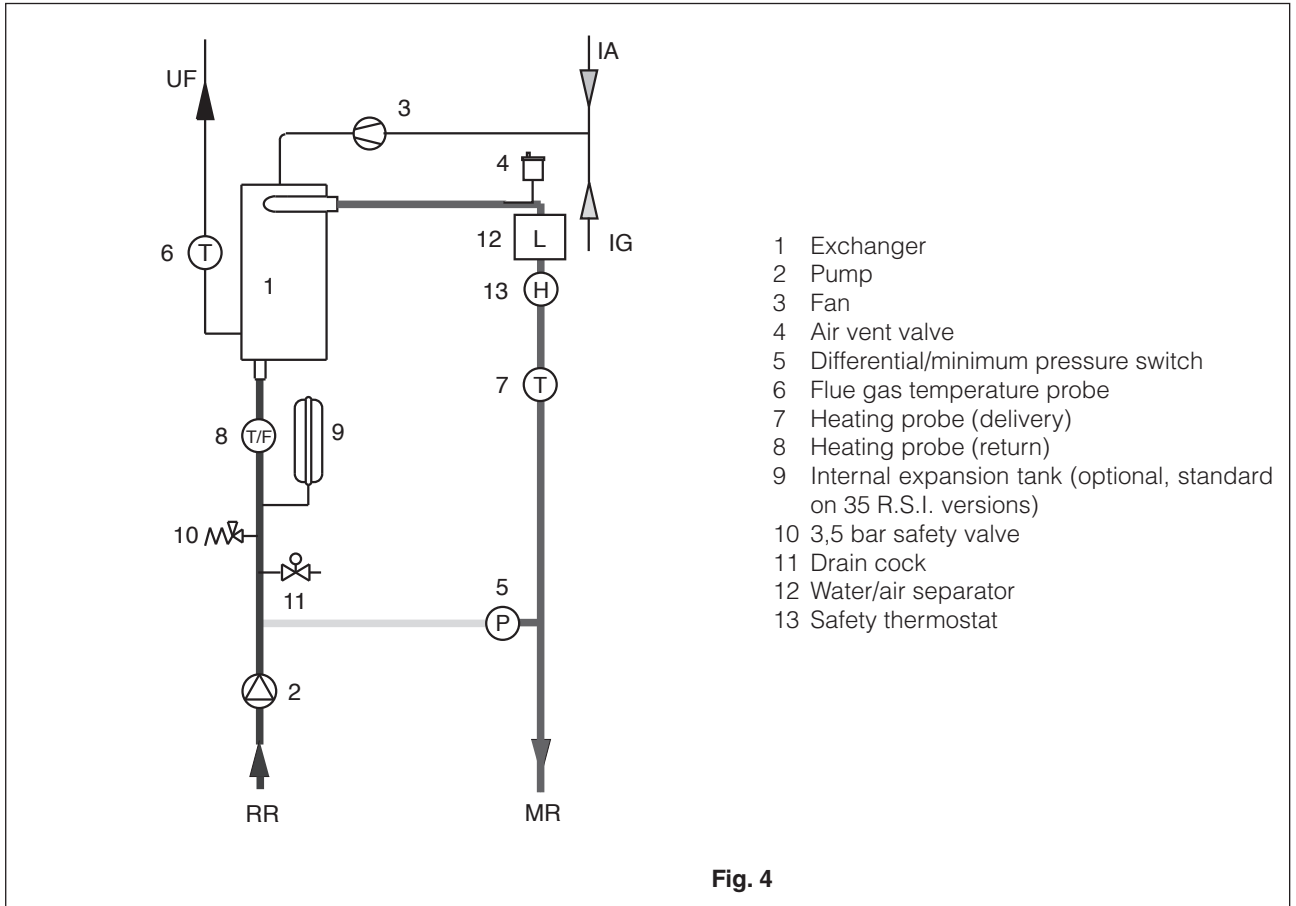 UF
IA
3
4
12 L
IG
6 T
1
13 H
7 T
8 T/F
9
10
11
5
P
2
RR
MR
1 Exchanger
2 Pump
3 Fan
4 Air vent valve
5 Differential/minimum pressure switch
6 Flue gas temperature probe
7 Heating probe (delivery)
8 Heating probe (return)
9 Internal expansion tank (optional, standard
on 35 R.S.I. versions)
10 3,5 bar safety valve
11 Drain cock
12 Water/air separator
13 Safety thermostat
Fig. 4